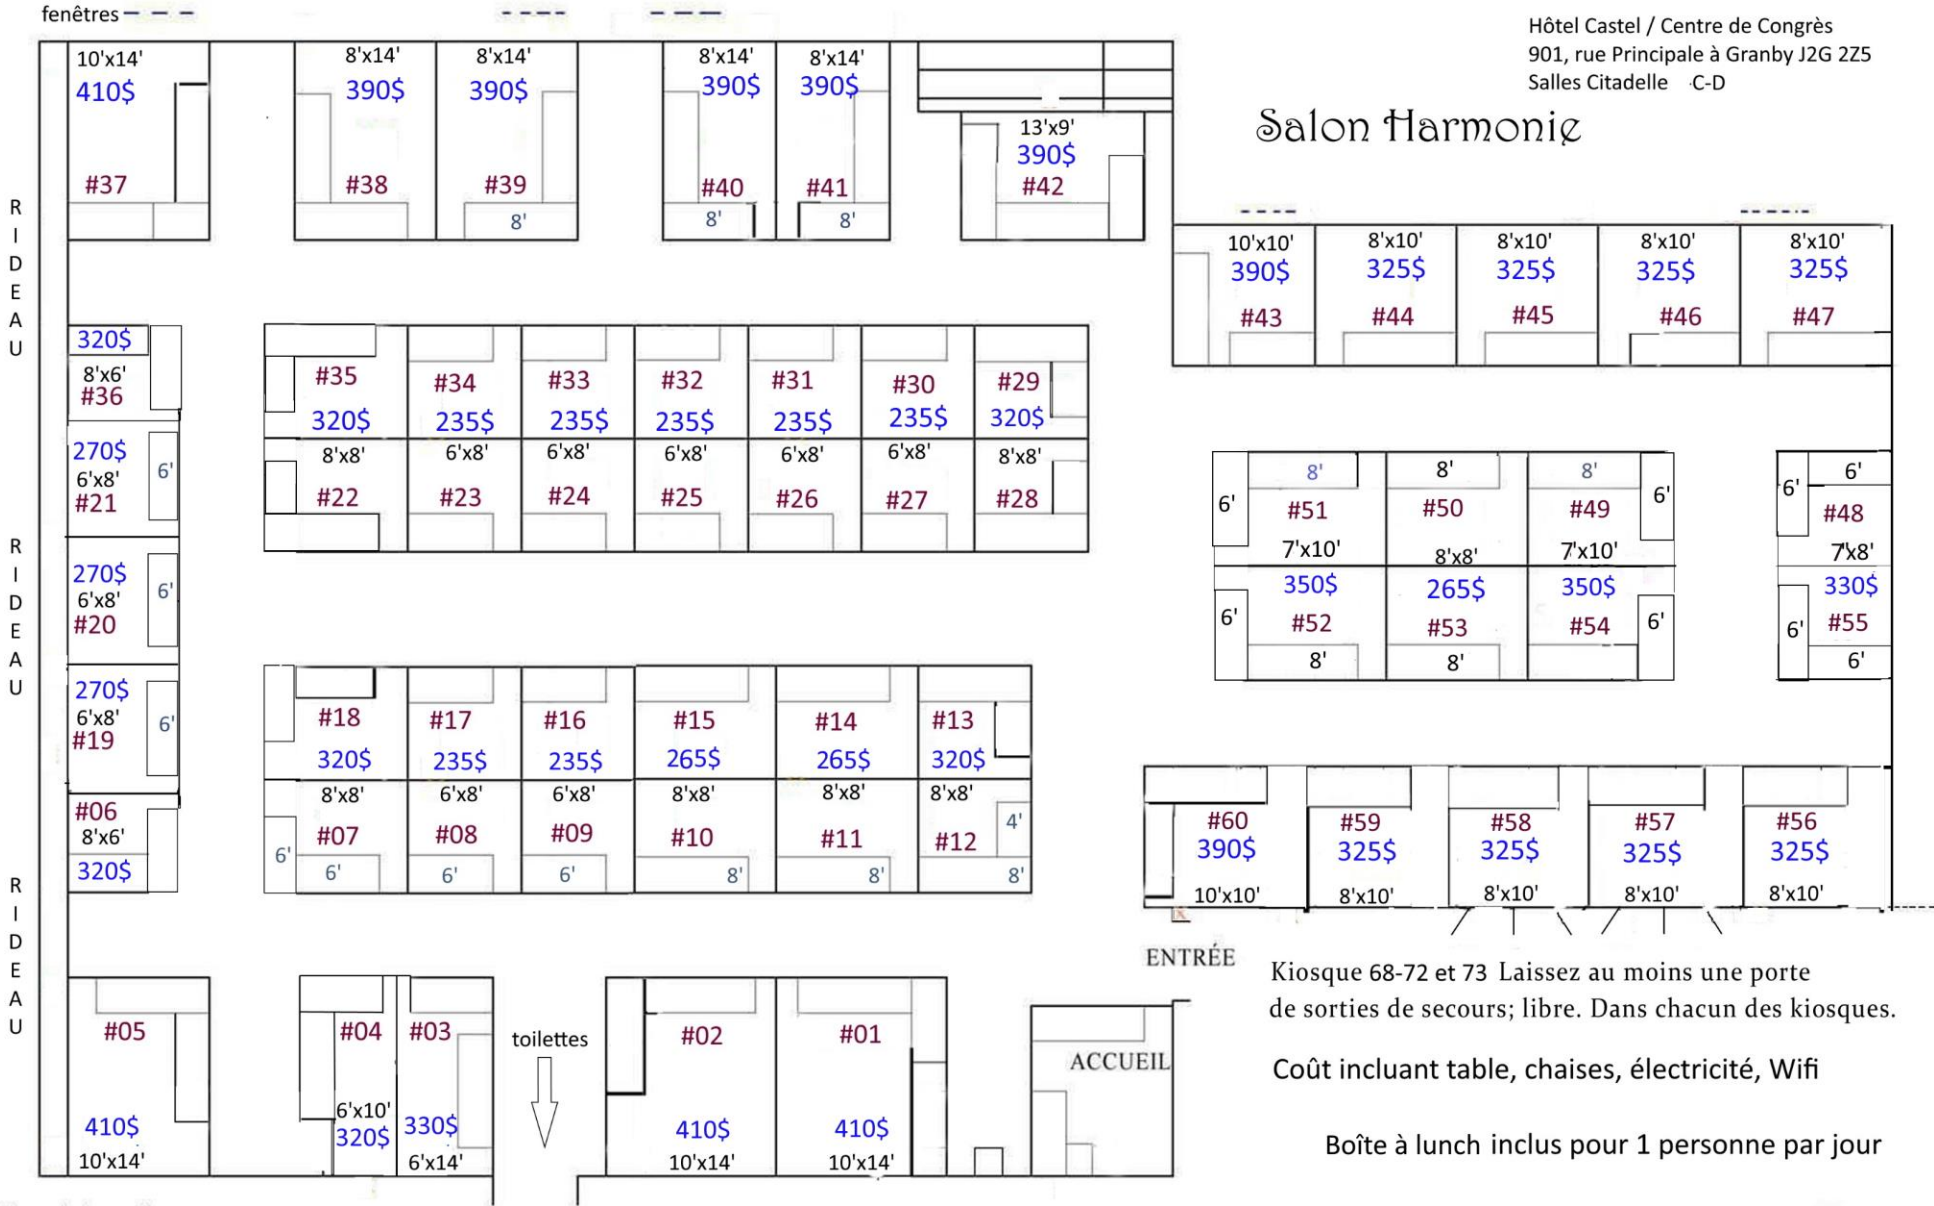 fenêtres
Hôtel Castel / Centre de Congrès
901, rue Principale à Granby J2G 2Z5
Salles Citadelle C-D
Salon Harmonie
RIDEAU
RIDEAU
RIDEAU
10'x14'
410$
#37
8'x14'
390$
#38
8'x14'
390$
#39
8'
8'x14'
390$
#40
8'
8'x14'
390$
#41
8'
13'x9'
390$
#42
10'x10'
390$
#43
8'x10'
325$
#44
8'x10'
325$
#45
8'x10'
325$
#46
8'x10'
325$
#47
320$
8'x6'
#36
270$
6'x8'
#21
6'
270$
6'x8'
#20
6'
270$
6'x8'
#19
6'
#06
8'x6'
320$
#35 #34 #33 #32 #31 #30 #29
320$ 235$ 235$ 235$ 235$ 235$ 320$
8'x8' 6'x8' 6'x8' 6'x8' 6'x8' 6'x8' 8'x8'
#22 #23 #24 #25 #26 #27 #28
8' 8' 8'
6' #51 #50 #49 6'
7'x10' 8'x8' 7'x10'
350$ 265$ 350$
6' #52 #53 #54 6'
8' 8'
6'
6' #48
7'x8'
330$
6' #55
6'
#18 #17 #16 #15 #14 #13
320$ 235$ 235$ 265$ 265$ 320$
8'x8' 6'x8' 6'x8' 8'x8' 8'x8' 8'x8'
#07 #08 #09 #10 #11 #12 4'
6' 6' 6' 6' 8' 8' 8'
#60 #59 #58 #57 #56
390$ 325$ 325$ 325$ 325$
10'x10' 8'x10' 8'x10' 8'x10' 8'x10'
x
ENTRÉE
#05
410$
10'x14'
#04
6'x10'
320$
#03
330$
6'x14'
toilettes
#02
410$
10'x14'
#01
410$
10'x14'
ACCUEIL
Kiosque 68-72 et 73 Laissez au moins une porte
de sorties de secours; libre. Dans chacun des kiosques.
Coût incluant table, chaises, électricité, Wifi
Boîte à lunch inclus pour 1 personne par jour